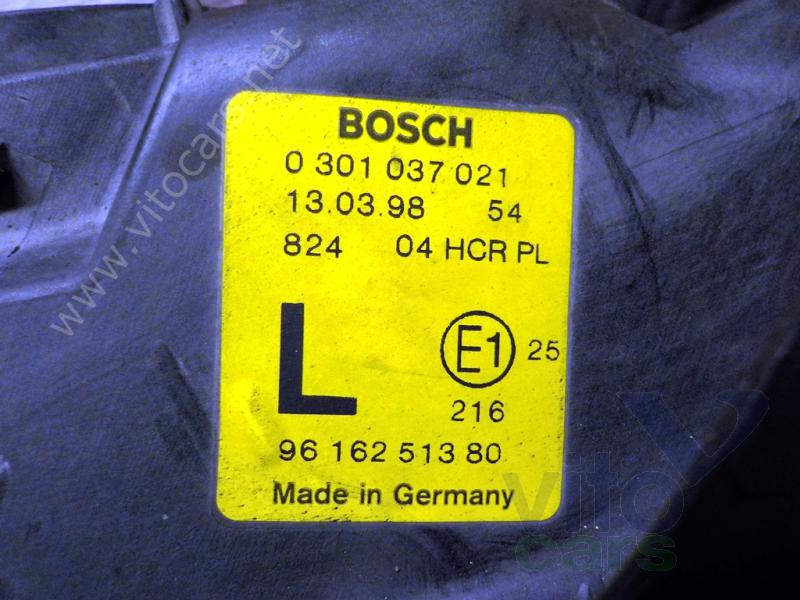 BOSCH
0 301 037 021
13.03.98 54
824 04 HCR PL
L
E1 25
216
96 162 513 80
Made in Germany
www.vitocars.net
vito
cars